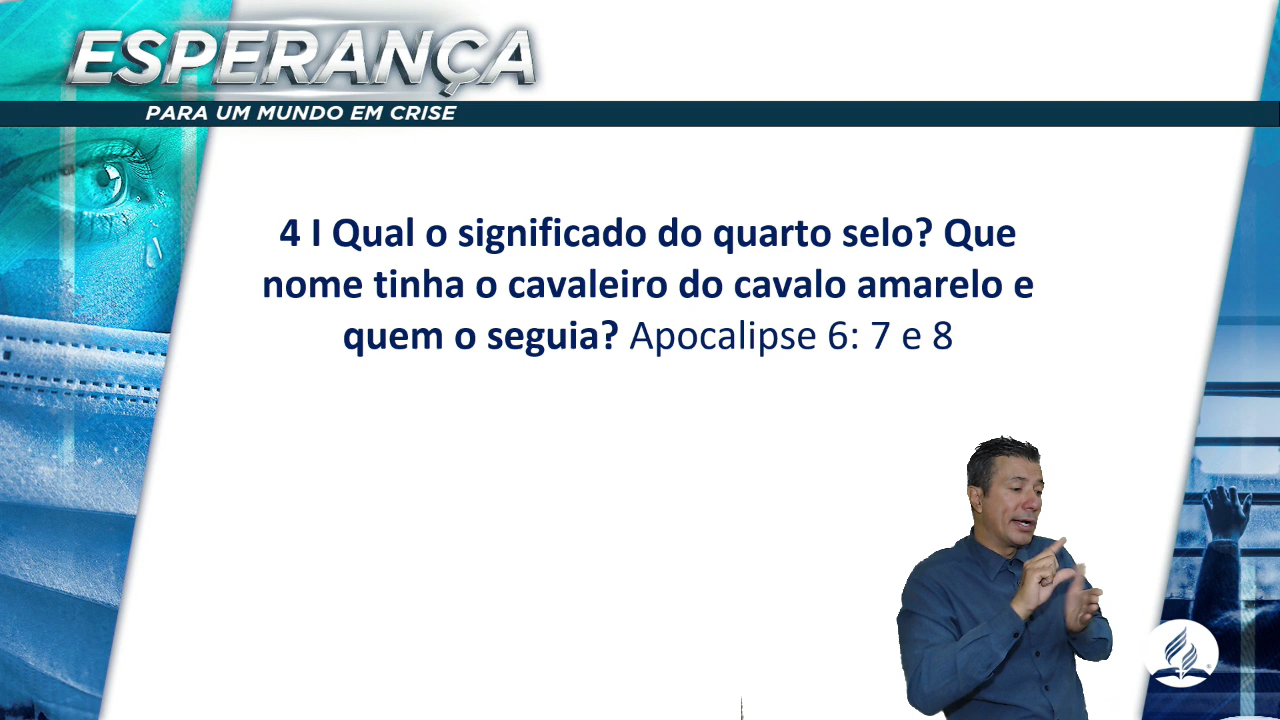 ESPERANÇA
PARA UM MUNDO EM CRISE
4 I Qual o significado do quarto selo? Que
nome tinha o cavaleiro do cavalo amarelo e
quem o seguia? Apocalipse 6: 7 e 8